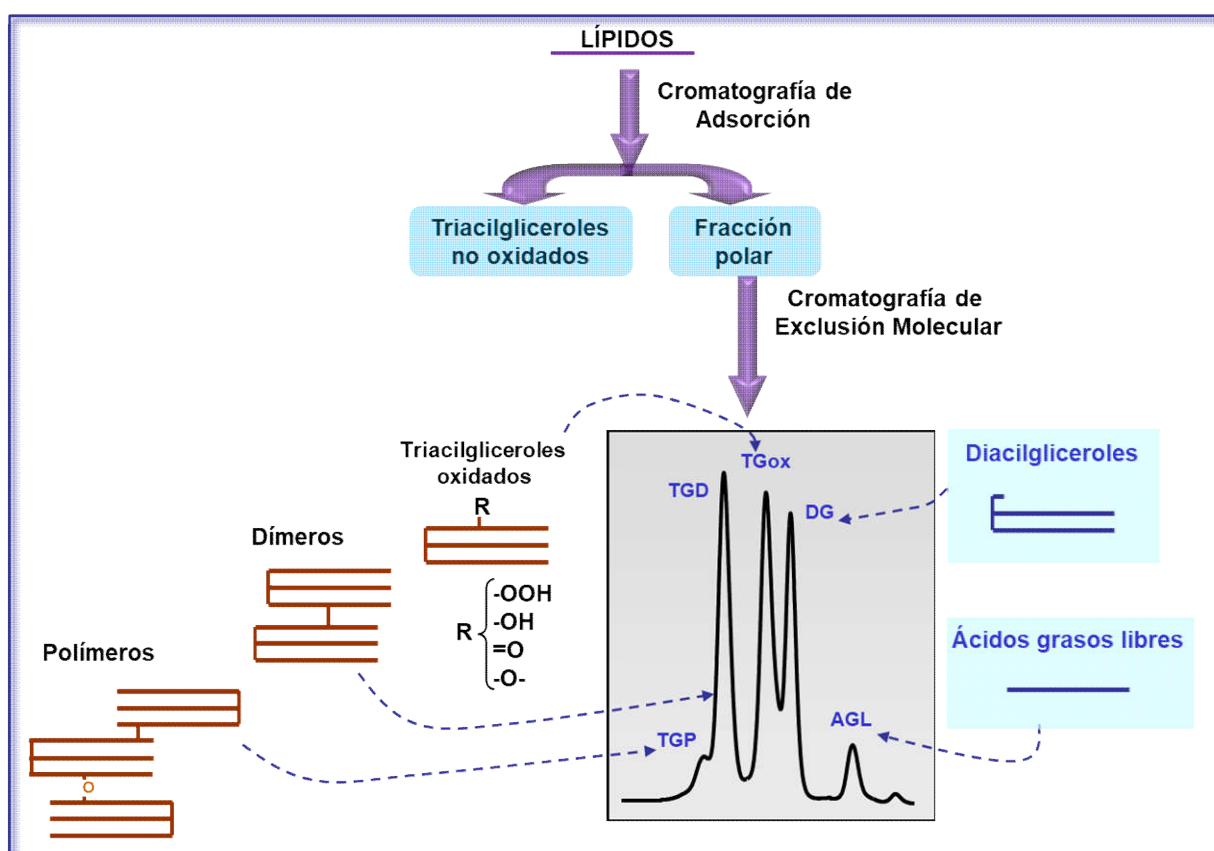 LÍPIDOS
Cromatografía de
Adsorción
Triacilgliceroles
no oxidados
Fracción
polar
Cromatografía de
Exclusión Molecular
Triacilgliceroles
oxidados
R
Dímeros
Polímeros
O
R
-OOH
-OH
=O
-O-
TGP
TGD
TGox
DG
AGL
Diacilgliceroles
Ácidos grasos libres